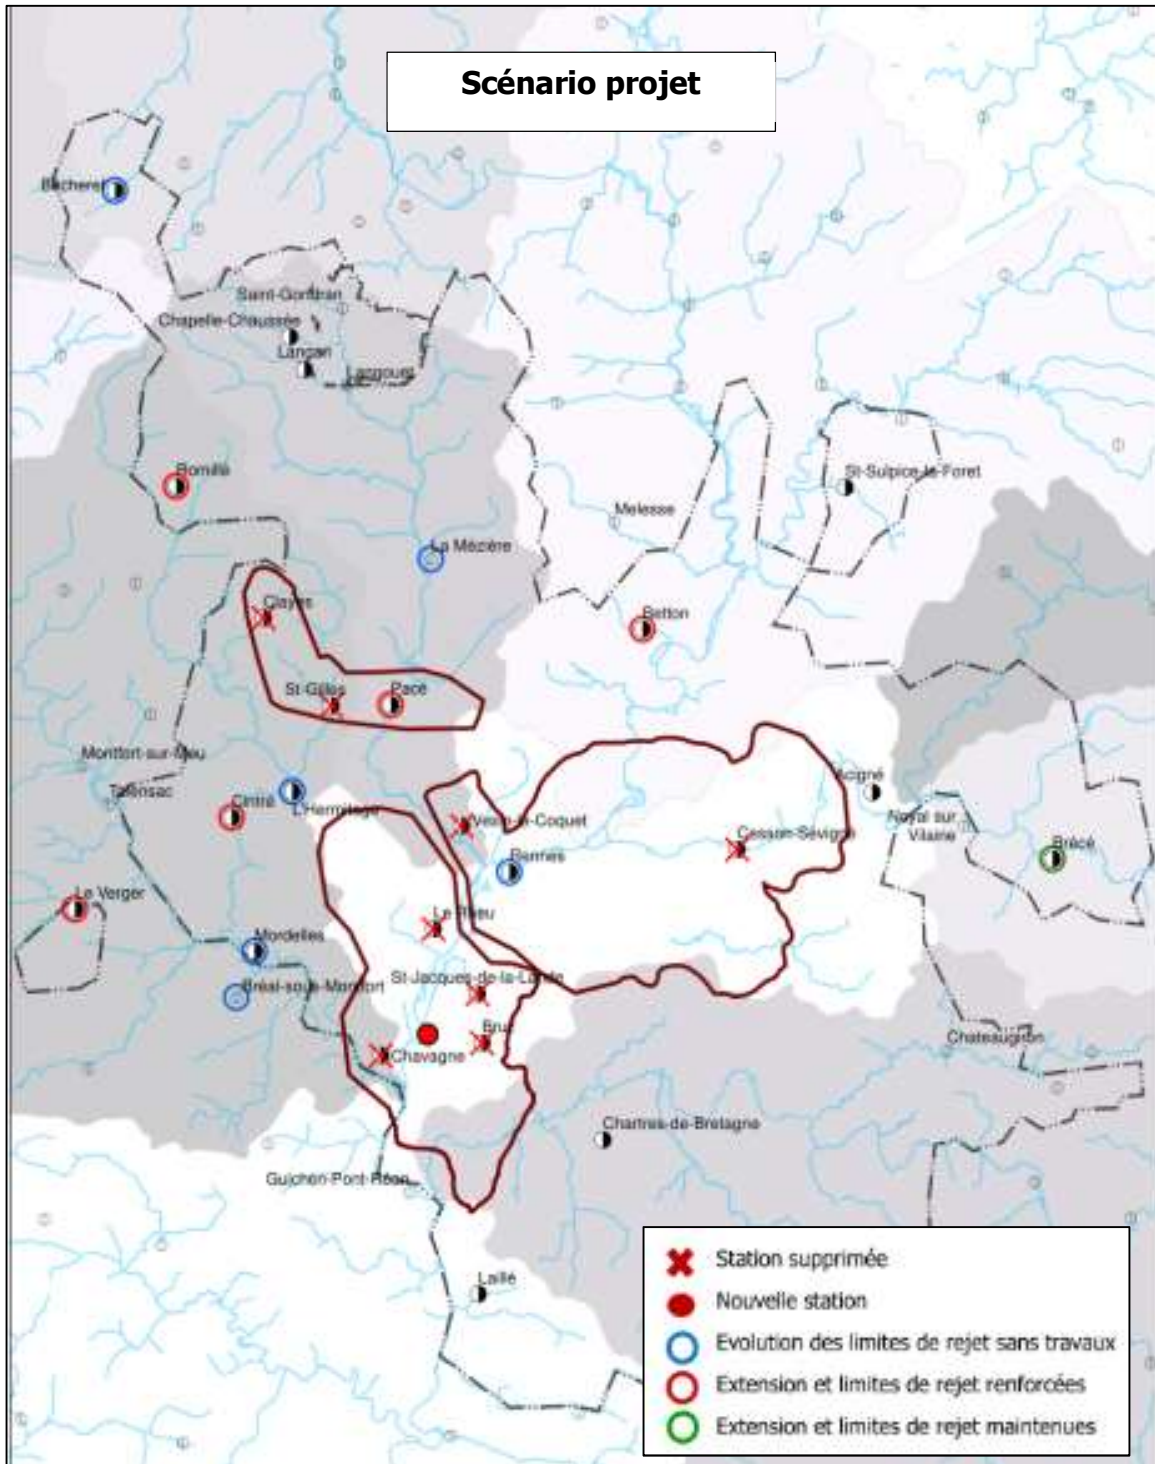 Scénario projet
Bécherel
Saint-Gondran
Chapelle-Chaussée
Langan
Langouet
Romillé
St-Sulpice-la-Foret
Melesse
La Mézière
Clayes
Betton
St-Gilles
Pacé
Montfort-sur-Meu
Talensac
Cintré
L'Hermitage
Vezin-le-Coquet
Cesson-Sévigné
Acigné
Noyal sur
Vilaine
Brécé
Rennes
Le Verger
Le Rheu
Mordelles
Bréal-sous-Montfort
St-Jacques-de-la-Lande
Bruz
Chavagne
Chateaugiron
Chartres-de-Bretagne
Guichen-Pont-Réan
Laillé
Station supprimée
Nouvelle station
Evolution des limites de rejet sans travaux
Extension et limites de rejet renforcées
Extension et limites de rejet maintenues